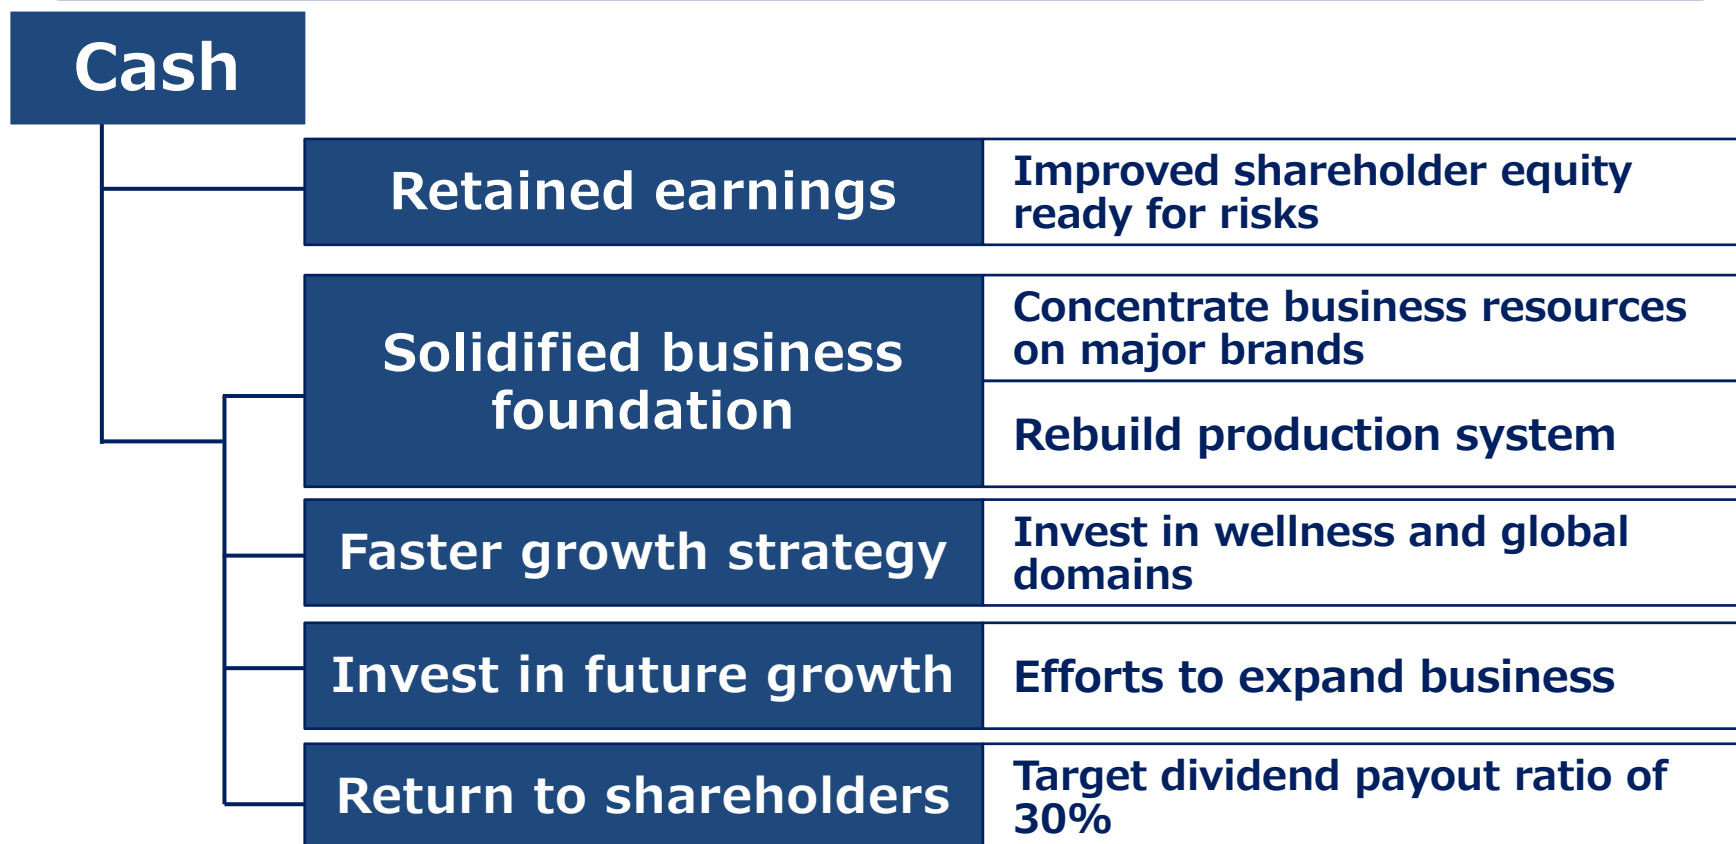 Cash
Retained earnings
Improved shareholder equity
ready for risks
Solidified business
foundation
Concentrate business resources
on major brands
Rebuild production system
Faster growth strategy
Invest in wellness and global
domains
Invest in future growth
Efforts to expand business
Return to shareholders
Target dividend payout ratio of
30%